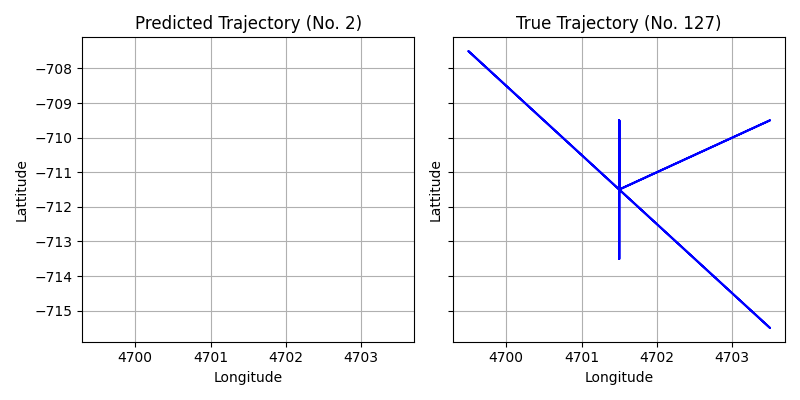 Predicted Trajectory (No. 2)
True Trajectory (No. 127)
Lattitude
−708
−709
−710
−711
−712
−713
−714
−715
4700 4701 4702 4703
Longitude
Lattitude
4700 4701 4702 4703
Longitude